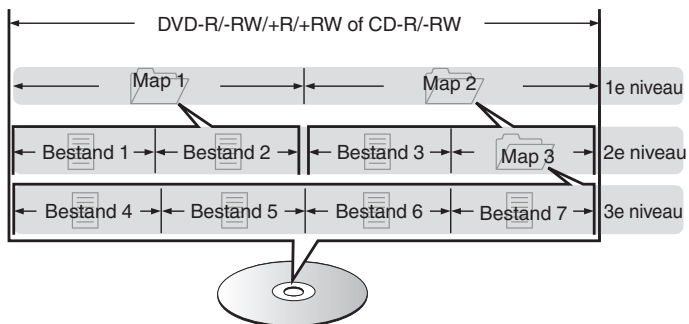 DVD-R/-RW/+R/+RW of CD-R/-RW
Map 1 Map 2 1e niveau
Bestand 1 Bestand 2 Bestand 3 Map 3 2e niveau
Bestand 4 Bestand 5 Bestand 6 Bestand 7 3e niveau